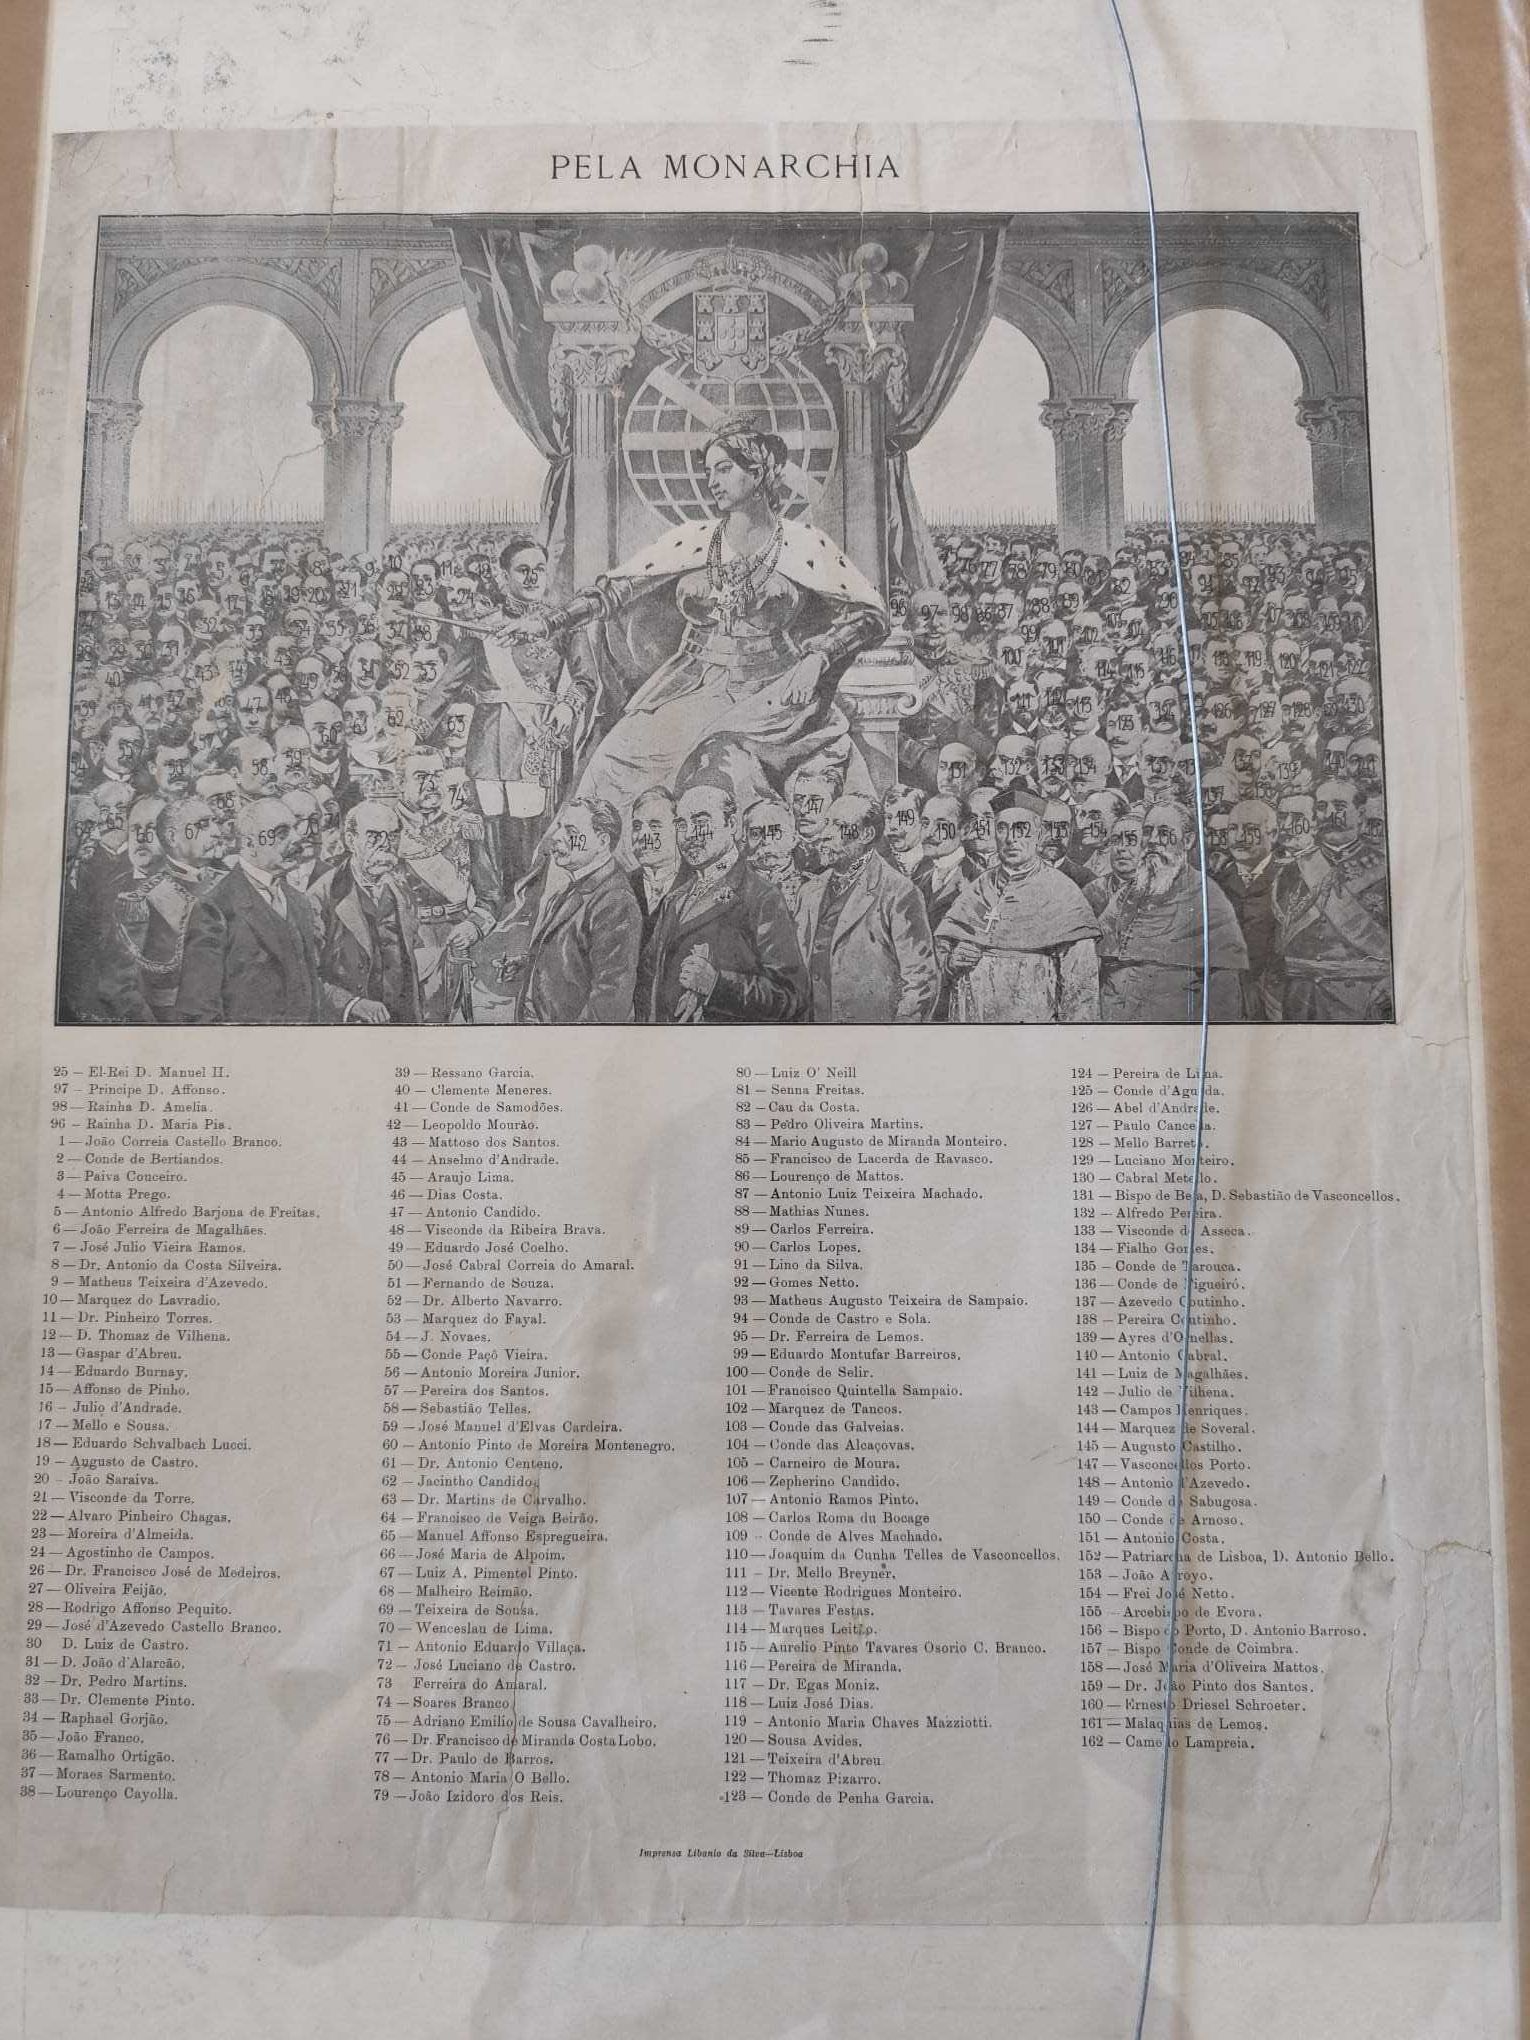 PELA MONARCHIA
25 — El-Rei D. Manuel II.
97 — Principe D. Affonso.
98 — Rainha D. Amelia.
96 — Rainha D. Maria Pia.
1 — João Correia Castello Branco.
2 — Conde de Bertiandos.
3 — Paiva Couceiro.
4 — Motta Prego.
5 — Antonio Alfredo Barjona de Freitas.
6 — João Ferreira de Magalhães.
7 — José Julio Vieira Ramos.
8 — Dr. Antonio da Costa Silveira.
9 — Matheus Teixeira d'Azevedo.
10 — Marquez do Lavradio.
11 — Dr. Pinheiro Torres.
12 — D. Thomaz de Vilhena.
13 — Gaspar d'Abreu.
14 — Eduardo Burnay.
15 — Affonso de Pinho.
16 — Julio d'Andrade.
17 — Mello e Sousa.
18 — Eduardo Schvalbach Lucci.
19 — Augusto de Castro.
20 - João Saraiva.
21 — Visconde da Torre.
22 — Alvaro Pinheiro Chagas.
23 — Moreira d'Almeida.
24 — Agostinho de Campos.
26 — Dr. Francisco José de Medeiros.
27 — Oliveira Feijão.
28 — Rodrigo Affonso Pequito.
29 — José d'Azevedo Castello Branco.
30 D. Luiz de Castro.
31 — D. João d'Alarcão.
32 — Dr. Pedro Martins.
33 — Dr. Clemente Pinto.
34 — Raphael Gorjão.
35 — João Franco.
36 — Ramalho Ortigão.
37 — Moraes Sarmento.
38 — Lourenço Cayolla.
39 — Ressano Garcia.
40 — Clemente Meneres.
41 — Conde de Samodões.
42 — Leopoldo Mourão.
43 — Mattoso dos Santos.
44 — Anselmo d'Andrade.
45 — Araujo Lima.
46 — Dias Costa.
47 — Antonio Candido.
48 — Visconde da Ribeira Brava.
49 — Eduardo José Coelho.
50 — José Cabral Correia do Amaral.
51 — Fernando de Souza.
52 — Dr. Alberto Navarro.
53 — Marquez do Fayal.
54 — J. Novaes.
55 — Conde Paçô Vieira.
56 — Antonio Moreira Junior.
57 — Pereira dos Santos.
58 — Sebastião Telles.
59 — José Manuel d'Elvas Cardeira.
60 — Antonio Pinto de Moreira Montenegro.
61 — Dr. Antonio Centeno.
62 — Jacintho Candido.
63 — Dr. Martins de Carvalho.
64 — Francisco de Veiga Beirão.
65 — Manuel Affonso Espregueira.
66 — José Maria de Alpoim.
67 — Luiz A. Pimentel Pinto.
68 — Malheiro Reimão.
69 — Teixeira de Sousa.
70 — Wenceslau de Lima.
71 — Antonio Eduardo Villaça.
72 — José Luciano de Castro.
73 Ferreira do Amaral.
74 — Soares Branco
75 — Adriano Emilio de Sousa Cavalheiro.
76 — Dr. Francisco de Miranda Costa Lobo.
77 — Dr. Paulo de Barros.
78 — Antonio Maria O Bello.
79 — João Izidoro dos Reis.
80 — Luiz O' Neill
81 — Senna Freitas.
82 — Cau da Costa.
83 — Pedro Oliveira Martins.
84 — Mario Augusto de Miranda Monteiro.
85 — Francisco de Lacerda de Ravasco.
86 — Lourenço de Mattos.
87 — Antonio Luiz Teixeira Machado.
88 — Mathias Nunes.
89 — Carlos Ferreira.
90 — Carlos Lopes.
91 — Lino da Silva.
92 — Gomes Netto.
93 — Matheus Augusto Teixeira de Sampaio.
94 — Conde de Castro e Sola.
95 — Dr. Ferreira de Lemos.
99 — Eduardo Montufar Barreiros.
100 — Conde de Selir.
101 — Francisco Quintella Sampaio.
102 — Marquez de Tancos.
103 — Conde das Galveias.
104 — Conde das Alcaçovas.
105 — Carneiro de Moura.
106 — Zepherino Candido.
107 — Antonio Ramos Pinto.
108 — Carlos Roma du Bocage
109 - Conde de Alves Machado.
110 — Joaquim da Cunha Telles de Vasconcellos.
111 - Dr. Mello Breyner.
112 — Vicente Rodrigues Monteiro.
113 — Tavares Festas.
114 — Marques Leitão.
115 — Aurelio Pinto Tavares Osorio C. Branco.
116 — Pereira de Miranda.
117 — Dr. Egas Moniz.
118 — Luiz José Dias.
119 — Antonio Maria Chaves Mazziotti.
120 — Sousa Avides.
121 — Teixeira d'Abreu
122 — Thomaz Pizarro.
123 — Conde de Penha Garcia.
124 — Pereira de Lima.
125 — Conde d'Agueda.
126 — Abel d'Andrade.
127 — Paulo Cancella.
128 — Mello Barreto.
129 — Luciano Monteiro.
130 — Cabral Metello.
131 — Bispo de Beja, D. Sebastião de Vasconcellos.
132 — Alfredo Pereira.
133 — Visconde de Asseca.
134 — Fialho Gomes.
135 — Conde de Tarouca.
136 — Conde de Figueiró.
137 — Azevedo Coutinho.
138 — Pereira Coutinho.
139 — Ayres d'Ornellas.
140 — Antonio Cabral.
141 — Luiz de Magalhães.
142 — Julio de Vilhena.
143 — Campos Henriques.
144 — Marquez de Soveral.
145 — Augusto Castilho.
147 — Vasconcellos Porto.
148 — Antonio d'Azevedo.
149 — Conde de Sabugosa.
150 — Conde de Arnoso.
151 — Antonio Costa.
152 — Patriarcha de Lisboa, D. Antonio Bello.
153 — João Arroyo.
154 — Frei José Netto.
155 — Arcebispo de Evora.
156 — Bispo do Porto, D. Antonio Barroso.
157 — Bispo Conde de Coimbra.
158 — José Maria d'Oliveira Mattos.
159 — Dr. João Pinto dos Santos.
160 — Ernesto Driesel Schroeter.
161 — Malaquias de Lemos.
162 — Camelo Lampreia.
Imprensa Libanio da Silva—Lisboa